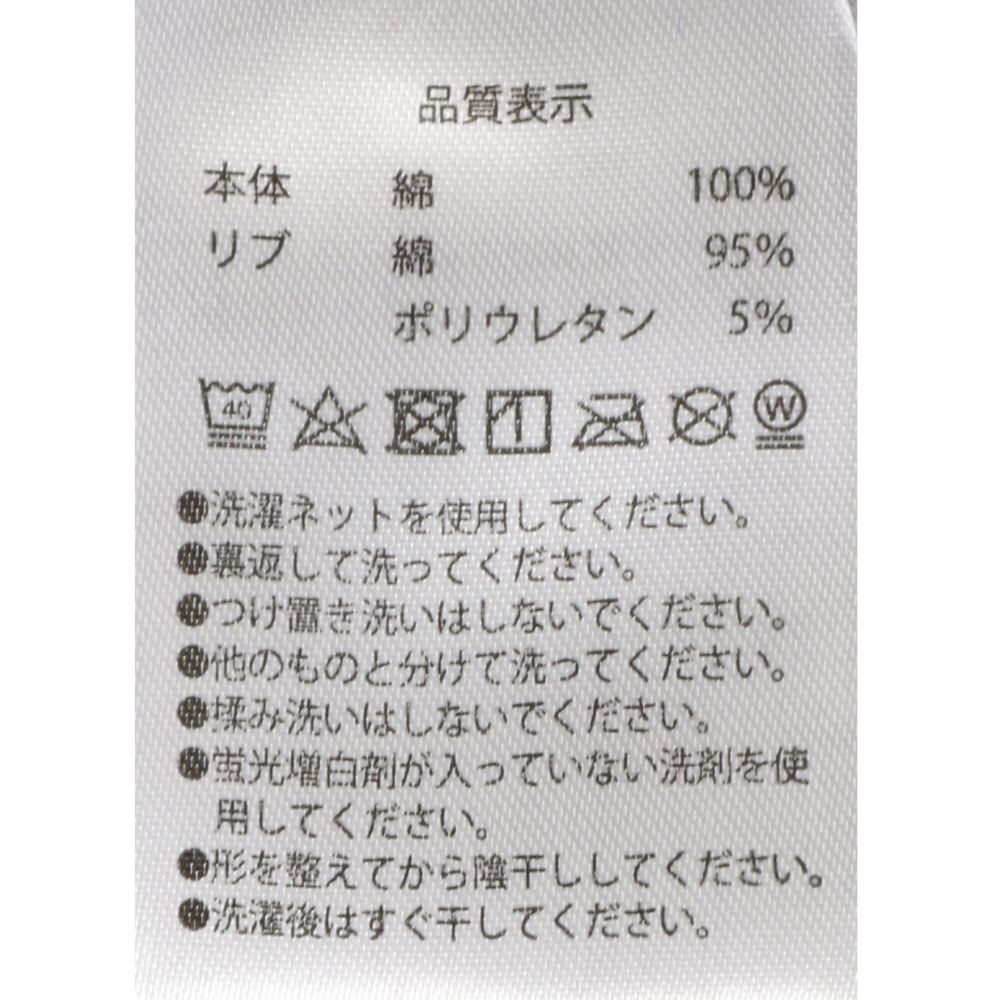 品質表示
本体 綿 100%
リブ 綿 95%
ポリウレタン 5%
40 W
●洗濯ネットを使用してください。
●裏返して洗ってください。
●つけ置き洗いはしないでください。
●他のものと分けて洗ってください。
●揉み洗いはしないでください。
●蛍光増白剤が入っていない洗剤を使
用してください。
●形を整えてから陰干ししてください。
●洗濯後はすぐ干してください。